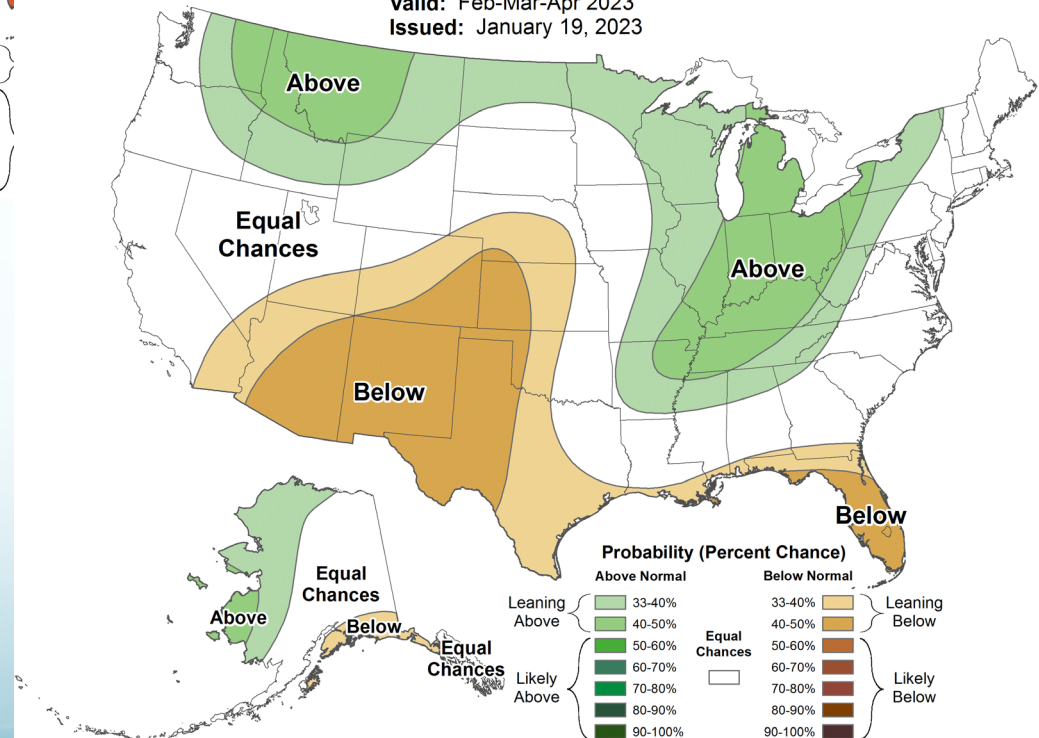 Valid: Feb-Mar-Apr 2023
Issued: January 19, 2023
Above
Equal
Chances
Above
Below
Below
Equal
Chances
Above
Below
Equal
Chances
Probability (Percent Chance)
Above Normal
Below Normal
Leaning
Above
33-40%
40-50%
50-60%
60-70%
70-80%
80-90%
90-100%
Likely
Above
Equal
Chances
33-40%
40-50%
50-60%
60-70%
70-80%
80-90%
90-100%
Leaning
Below
Likely
Below